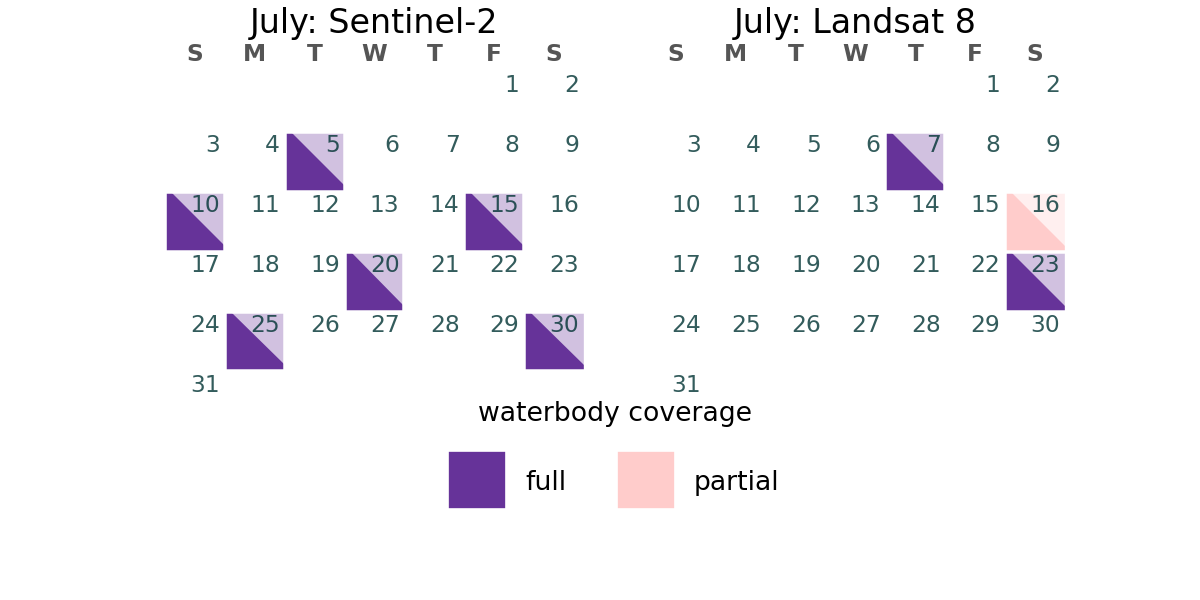 July: Sentinel-2
S M T W T F S
1 2
3 4 5 6 7 8 9
10 11 12 13 14 15 16
17 18 19 20 21 22 23
24 25 26 27 28 29 30
31
July: Landsat 8
S M T W T F S
1 2
3 4 5 6 7 8 9
10 11 12 13 14 15 16
17 18 19 20 21 22 23
24 25 26 27 28 29 30
31
waterbody coverage
full partial